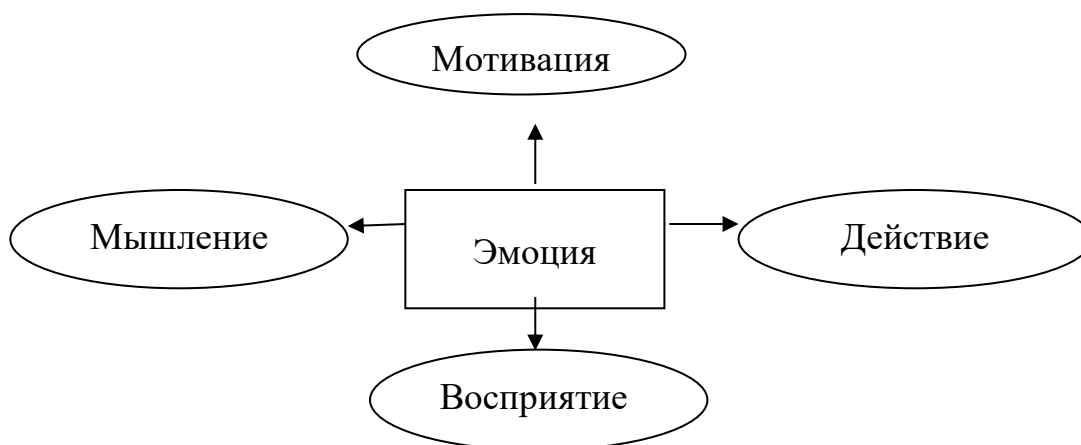 Мотивация
Мышление
Эмоция
Действие
Восприятие